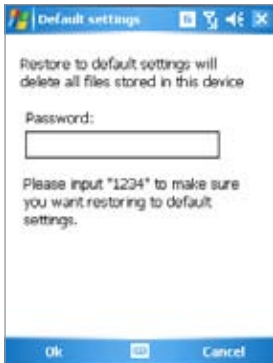 Default settings
Restore to default settings will
delete all files stored in this device
Password:
Please input "1234" to make sure
you want restoring to default
settings.
Ok
Cancel